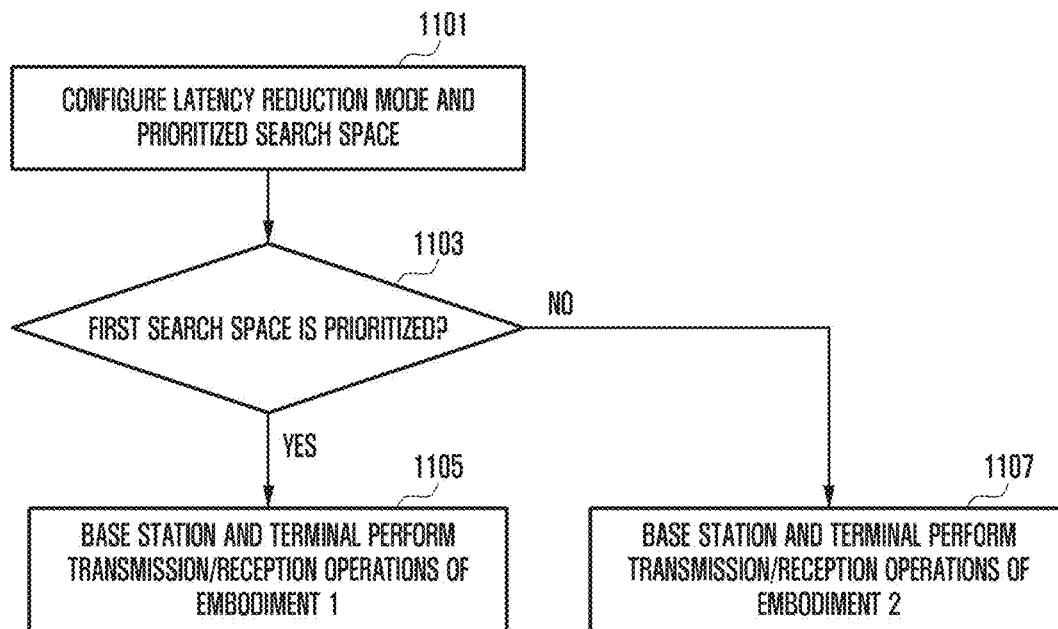 1101
CONFIGURE LATENCY REDUCTION MODE AND
PRIORITIZED SEARCH SPACE
1103
FIRST SEARCH SPACE IS PRIORITIZED?
NO
YES
1105
BASE STATION AND TERMINAL PERFORM
TRANSMISSION/RECEPTION OPERATIONS OF
EMBODIMENT 1
1107
BASE STATION AND TERMINAL PERFORM
TRANSMISSION/RECEPTION OPERATIONS OF
EMBODIMENT 2